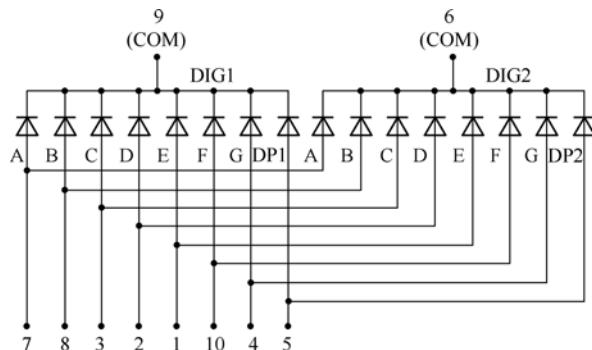 9 6
(COM) (COM)
DIG1 DIG2
A B C D E F G DP1 A B C D E F G DP2
7 8 3 2 1 10 4 5